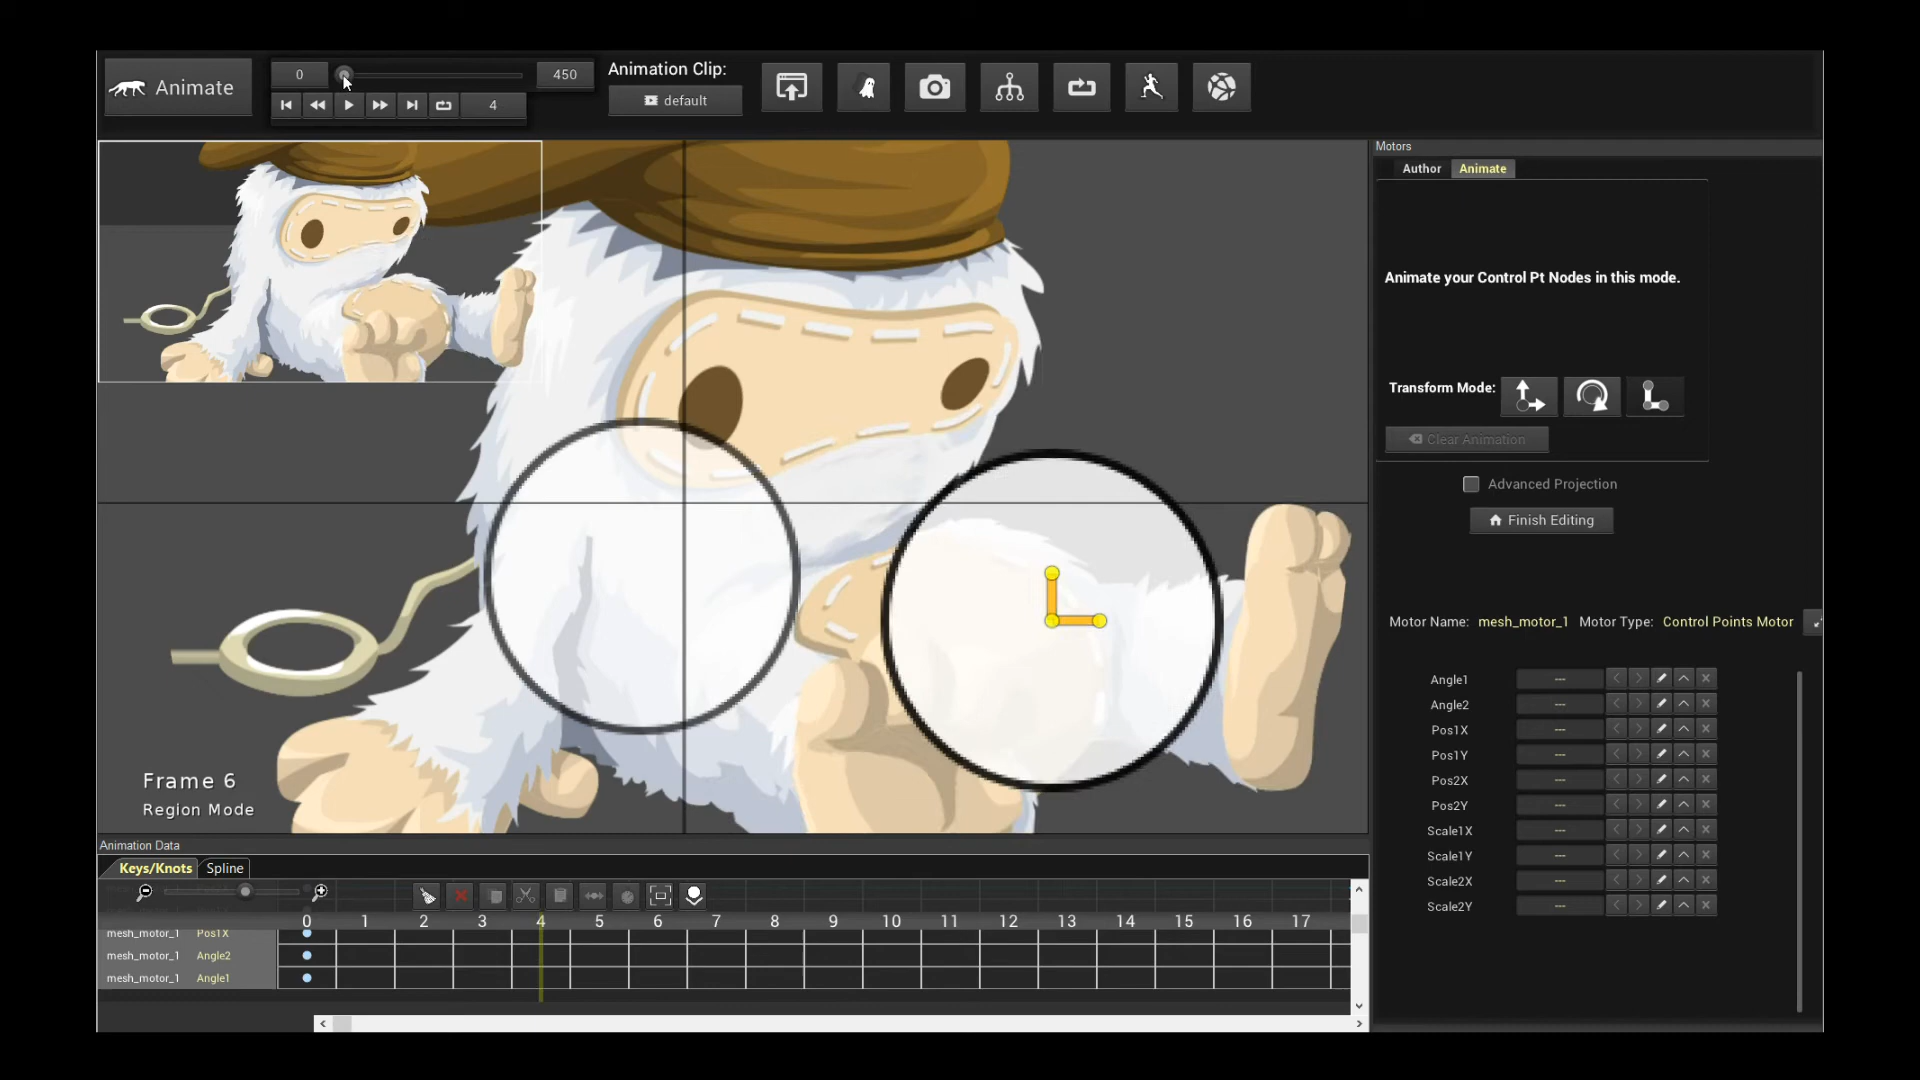 Animate
0
450
4
Animation Clip:
default
Motors
Author Animate
Animate your Control Pt Nodes in this mode.
Transform Mode:
Clear Animation
Advanced Projection
Finish Editing
Motor Name: mesh_motor_1 Motor Type: Control Points Motor
Angle1 ---
Angle2 ---
Pos1X ---
Pos1Y ---
Pos2X ---
Pos2Y ---
Scale1X ---
Scale1Y ---
Scale2X ---
Scale2Y ---
Frame 6
Region Mode
Animation Data
Keys/Knots Spline
0 1 2 3 4 5 6 7 8 9 10 11 12 13 14 15 16 17
mesh_motor_1 Pos1X
mesh_motor_1 Angle2
mesh_motor_1 Angle1